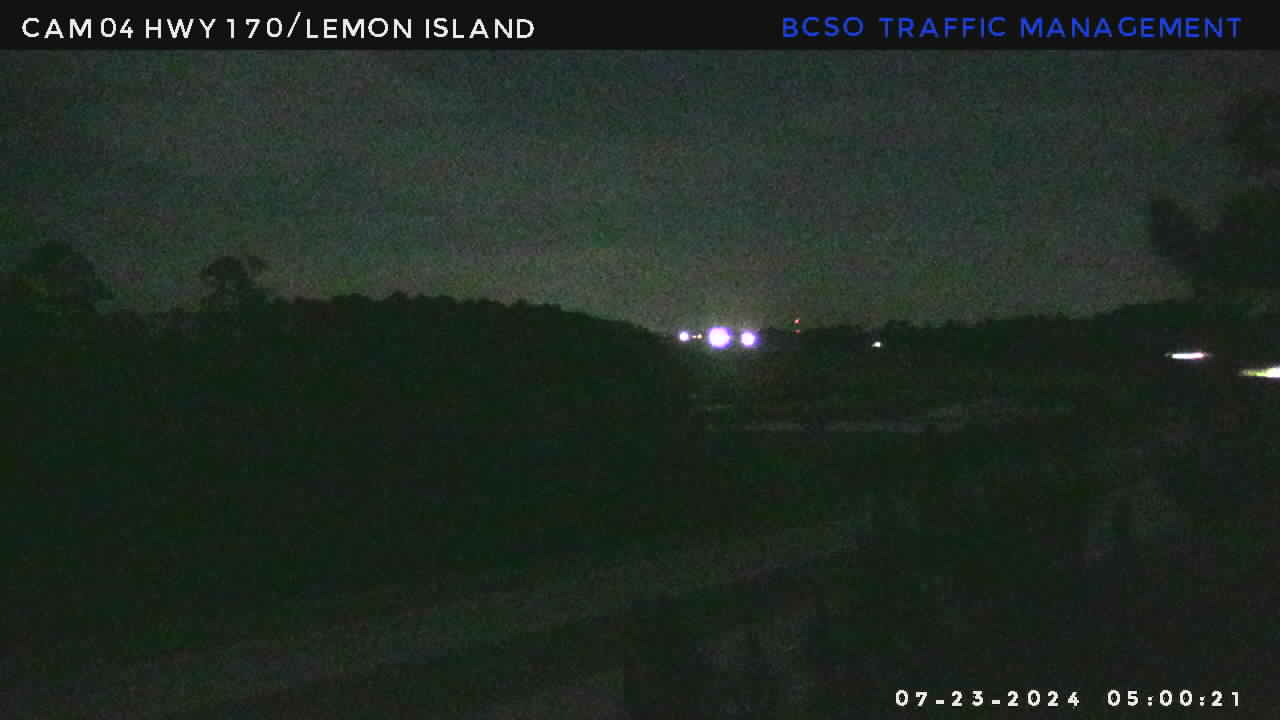 CAM04 HWY 170/LEMON ISLAND
BCSO TRAFFIC MANAGEMENT
07-23-2024 05:00:21